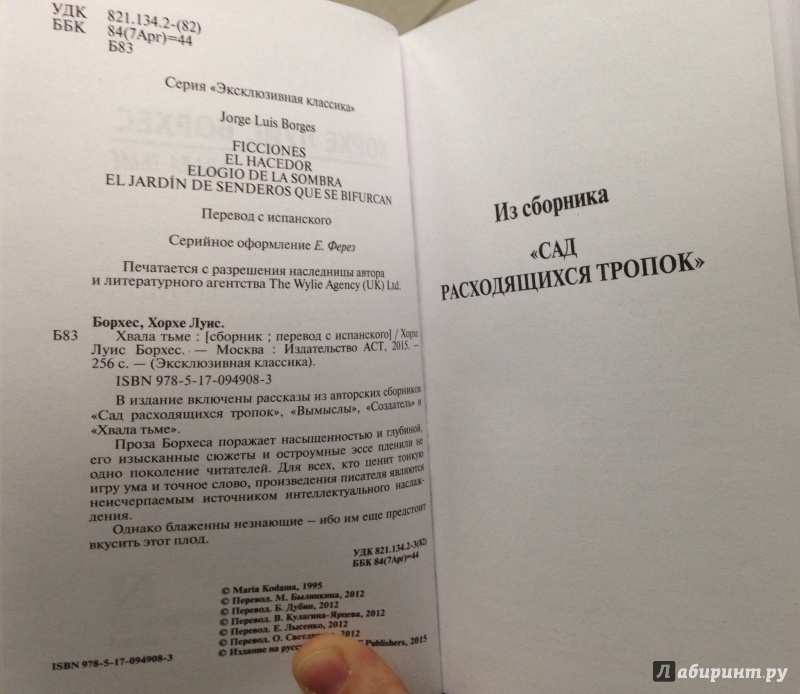 УДК 821.134.2-(82)
ББК 84(7Арг)=44
Б83
Серия «Эксклюзивная классика»
Jorge Luis Borges
FICCIONES
EL HACEDOR
ELOGIO DE LA SOMBRA
EL JARDÍN DE SENDEROS QUE SE BIFURCAN
Перевод с испанского
Серийное оформление Е. Ферез
Печатается с разрешения наследницы автора
и литературного агентства The Wylie Agency (UK) Ltd.
Борхес, Хорхе Луис.
Б83 Хвала тьме : [сборник ; перевод с испанского] / Хорхе
Луис Борхес. — Москва : Издательство АСТ, 2015. –
256 с. — (Эксклюзивная классика).
ISBN 978-5-17-094908-3
В издание включены рассказы из авторских сборников
«Сад расходящихся тропок», «Вымыслы», «Создатель» и
«Хвала тьме».
Проза Борхеса поражает насыщенностью и глубиной,
его изысканные сюжеты и остроумные эссе пленили не
одно поколение читателей. Для всех, кто ценит тонкую
игру ума и точное слово, произведения писателя являются
неисчерпаемым источником интеллектуального наслаж-
дения.
Однако блаженны незнающие – ибо им еще предстоит
вкусить этот плод.
УДК 821.134.2-3(82)
ББК 84(7Арг)=44
© Maria Kodama, 1995
© Перевод. М. Былинкина, 2012
© Перевод. Б. Дубин, 2012
© Перевод. В. Кулагина-Ярцева, 2012
© Перевод. Е. Лысенко, 2012
© Перевод. О. 2012
© Издание на Publishers, 2015
ISBN 978-5-17-094908-3
Из сборника
«САД
РАСХОДЯЩИХСЯ ТРОПОК»
Лабиринт.ру